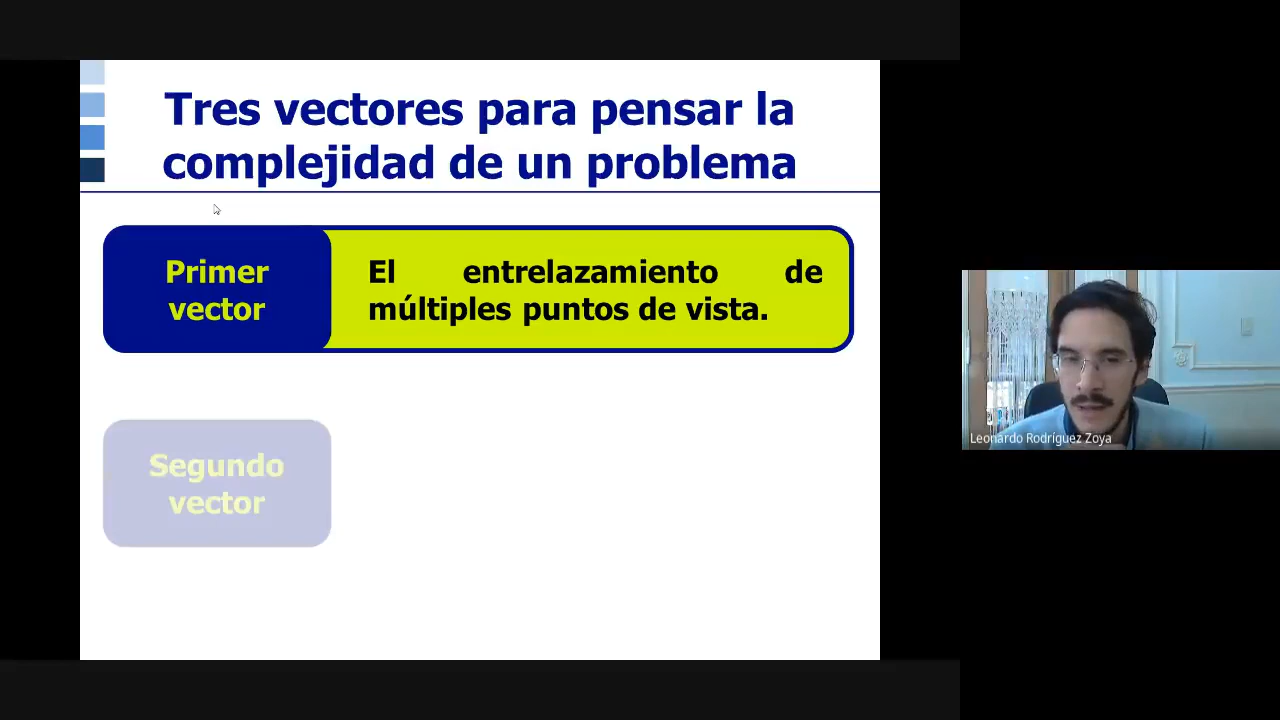 Tres vectores para pensar la
complejidad de un problema
Primer
vector
El entrelazamiento de
múltiples puntos de vista.
Segundo
vector
Leonardo Rodríguez Zoya